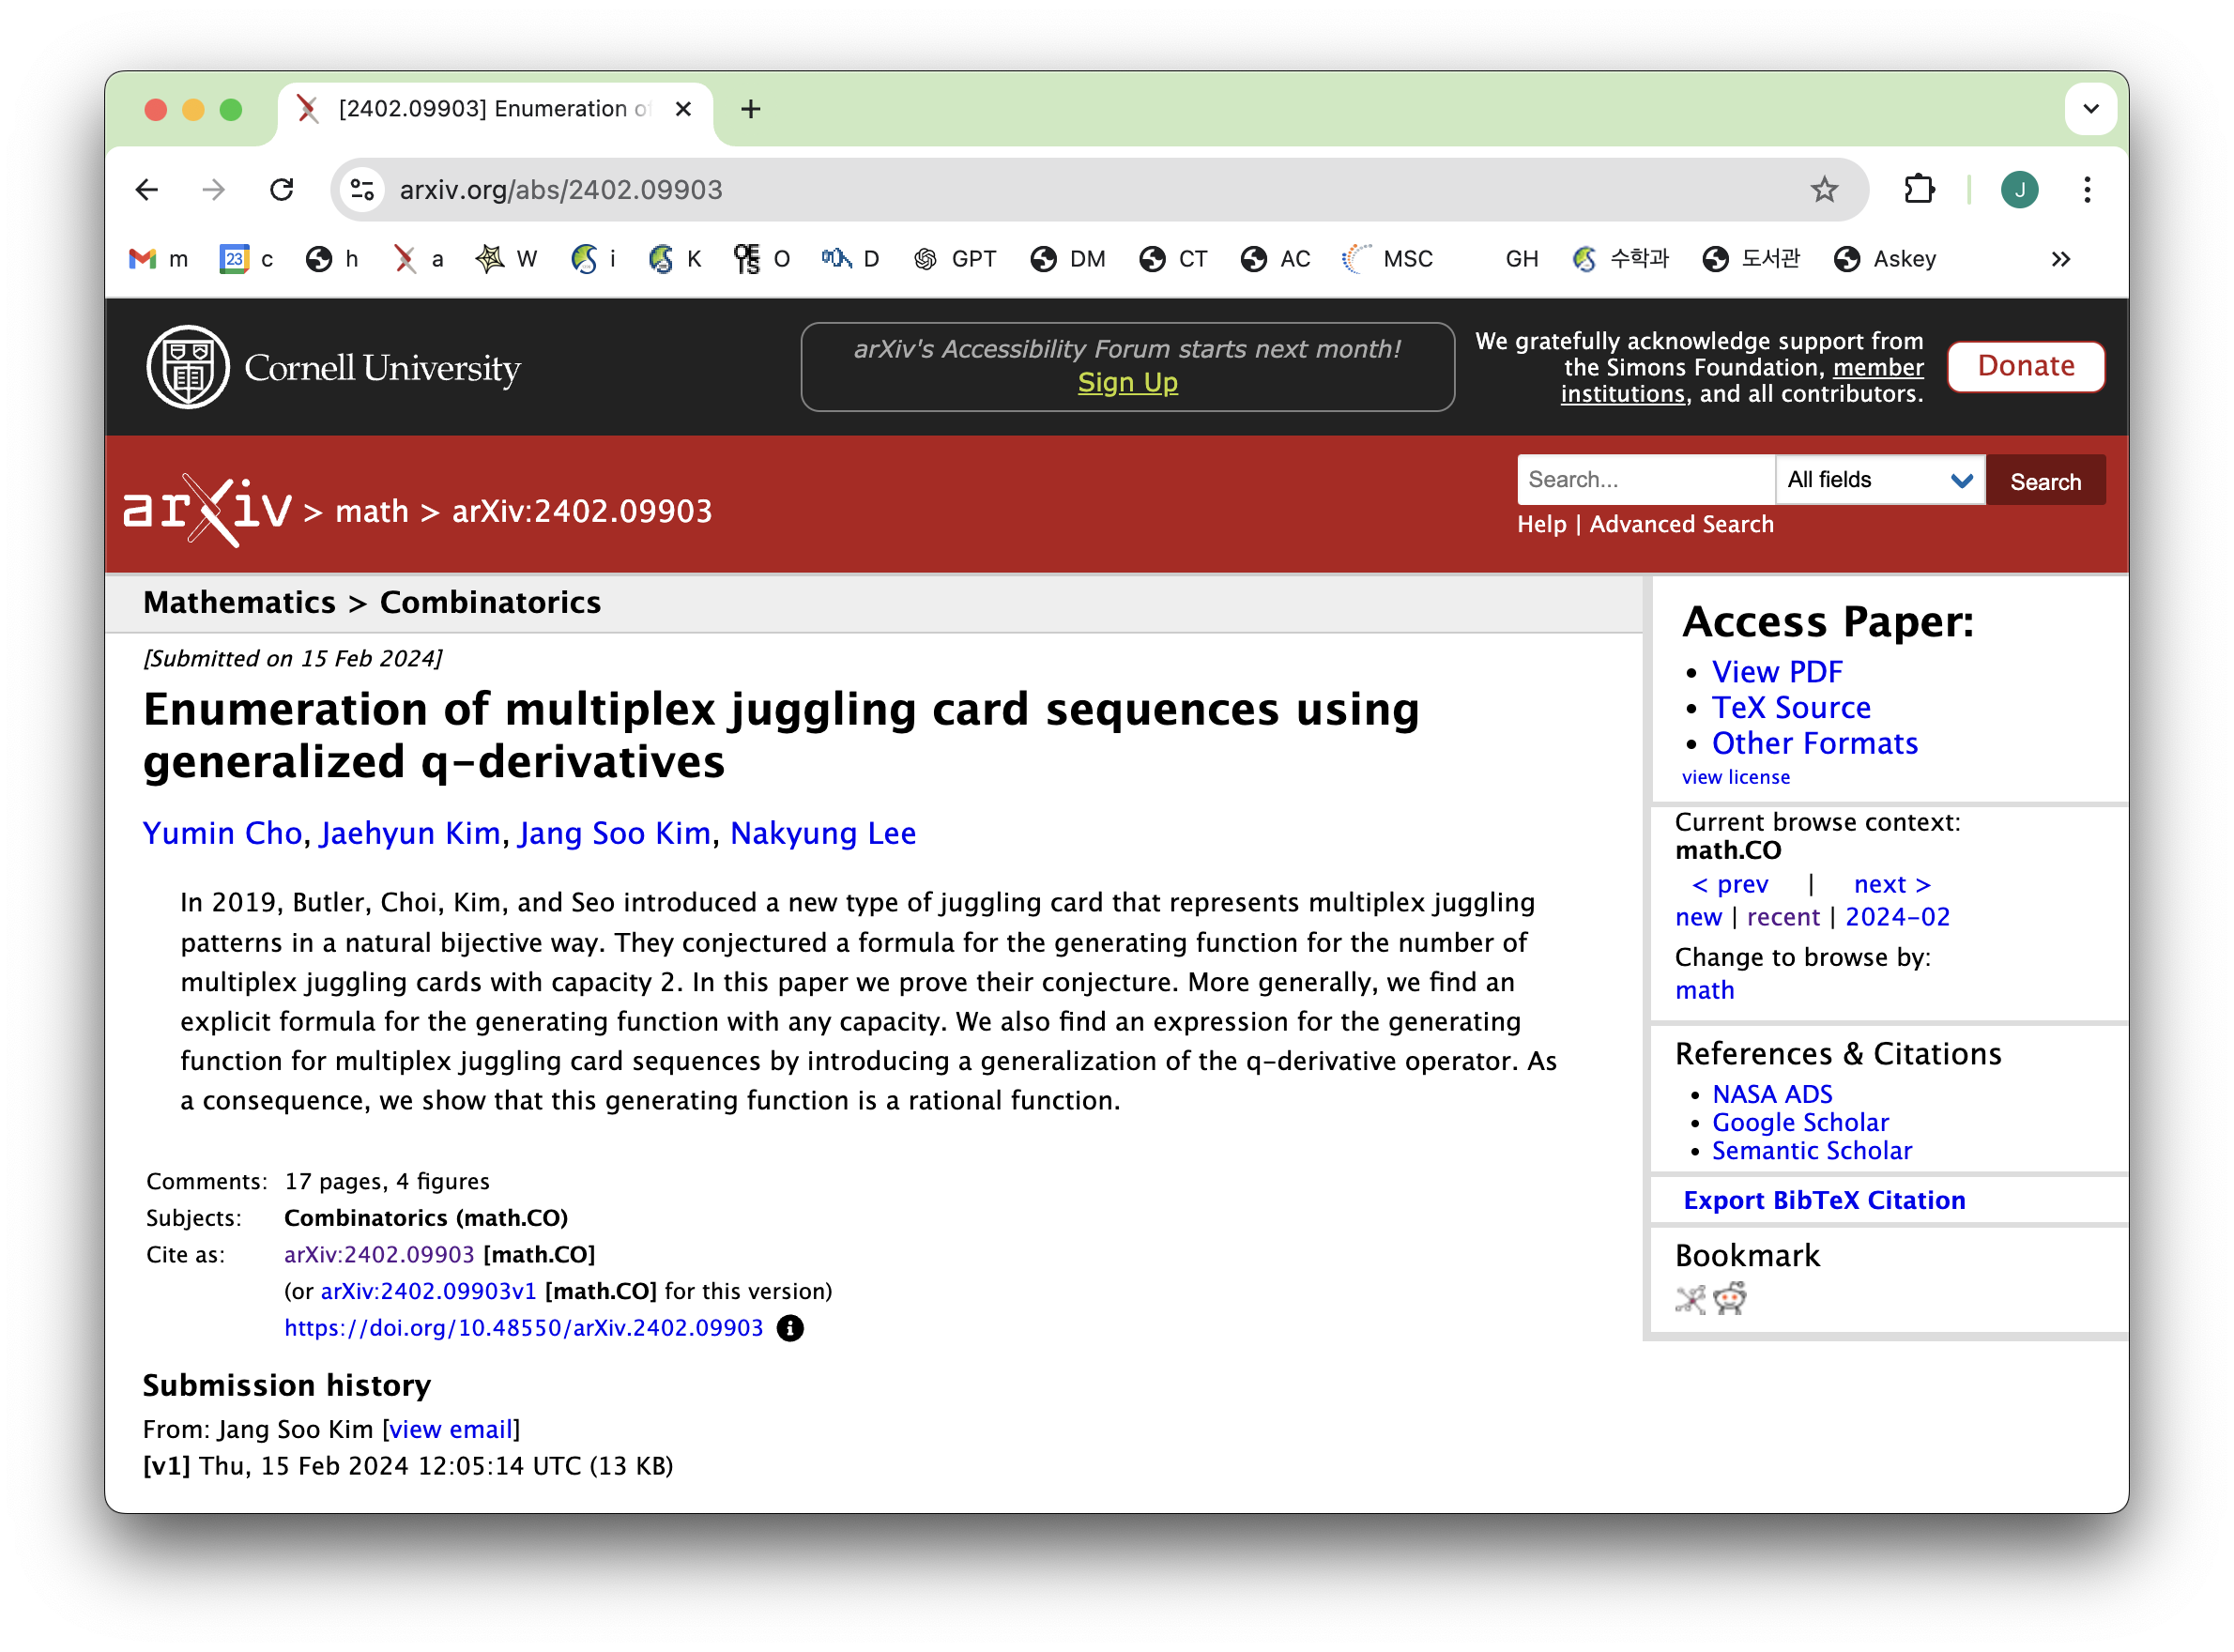 [2402.09903] Enumeration of
arxiv.org/abs/2402.09903
m 23 c h a W i K O D GPT DM CT AC MSC GH 수학과 도서관 Askey
Cornell University
arXiv's Accessibility Forum starts next month!
Sign Up
We gratefully acknowledge support from
the Simons Foundation, member
institutions, and all contributors.
Donate
arXiv > math > arXiv:2402.09903
Search...
All fields
Search
Help | Advanced Search
Mathematics > Combinatorics
[Submitted on 15 Feb 2024]
Enumeration of multiplex juggling card sequences using
generalized q-derivatives
Yumin Cho, Jaehyun Kim, Jang Soo Kim, Nakyung Lee
In 2019, Butler, Choi, Kim, and Seo introduced a new type of juggling card that represents multiplex juggling
patterns in a natural bijective way. They conjectured a formula for the generating function for the number of
multiplex juggling cards with capacity 2. In this paper we prove their conjecture. More generally, we find an
explicit formula for the generating function with any capacity. We also find an expression for the generating
function for multiplex juggling card sequences by introducing a generalization of the q-derivative operator. As
a consequence, we show that this generating function is a rational function.
Comments: 17 pages, 4 figures
Subjects: Combinatorics (math.CO)
Cite as: arXiv:2402.09903 [math.CO]
(or arXiv:2402.09903v1 [math.CO] for this version)
https://doi.org/10.48550/arXiv.2402.09903
Submission history
From: Jang Soo Kim [view email]
[v1] Thu, 15 Feb 2024 12:05:14 UTC (13 KB)
Access Paper:
View PDF
TeX Source
Other Formats
view license
Current browse context:
math.CO
< prev | next >
new | recent | 2024-02
Change to browse by:
math
References & Citations
NASA ADS
Google Scholar
Semantic Scholar
Export BibTeX Citation
Bookmark
J